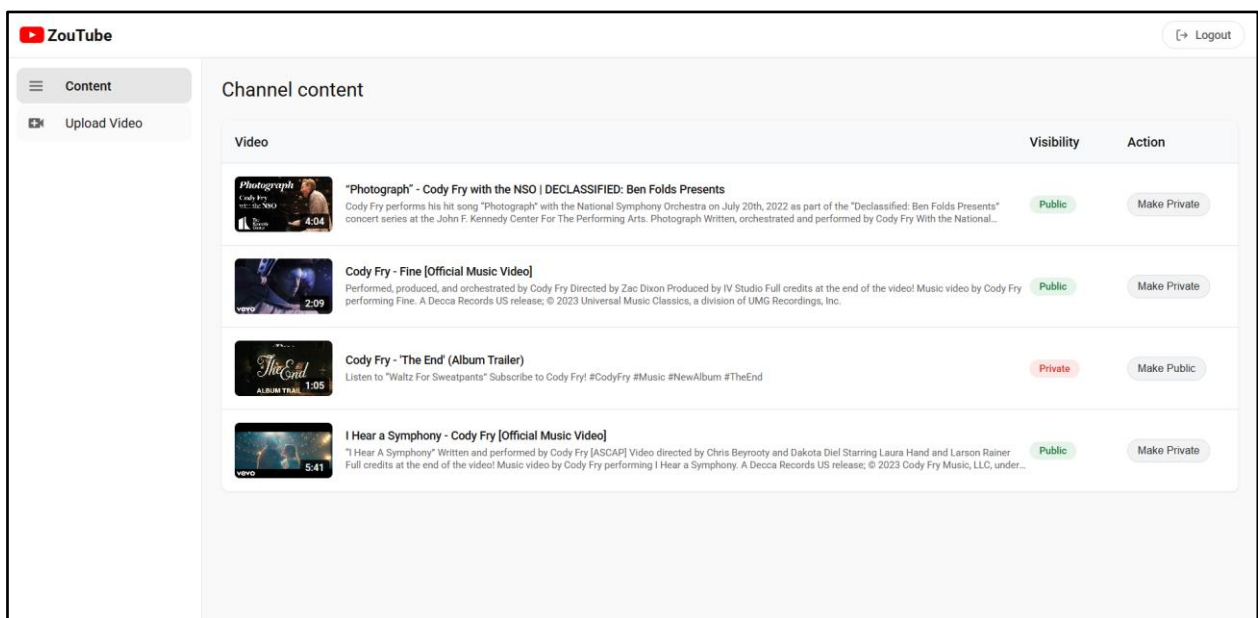 ZouTube
Logout
Content
Upload Video
Channel content
Video
Visibility
Action
Photograph
Cody Fry
with the NSO
The
Kennedy
Center
4:04
"Photograph" - Cody Fry with the NSO | DECLASSIFIED: Ben Folds Presents
Cody Fry performs his hit song "Photograph" with the National Symphony Orchestra on July 20th, 2022 as part of the "Declassified: Ben Folds Presents"
concert series at the John F. Kennedy Center For The Performing Arts. Photograph Written, orchestrated and performed by Cody Fry With the National...
Public
Make Private
vevo
2:09
Cody Fry - Fine [Official Music Video]
Performed, produced, and orchestrated by Cody Fry Directed by Zac Dixon Produced by IV Studio Full credits at the end of the video! Music video by Cody Fry
performing Fine. A Decca Records US release; © 2023 Universal Music Classics, a division of UMG Recordings, Inc.
Public
Make Private
The End
ALBUM TRAI
1:05
Cody Fry - 'The End' (Album Trailer)
Listen to "Waltz For Sweatpants" Subscribe to Cody Fry! #CodyFry #Music #NewAlbum #TheEnd
Private
Make Public
vevo
5:41
I Hear a Symphony - Cody Fry [Official Music Video]
"I Hear A Symphony" Written and performed by Cody Fry [ASCAP] Video directed by Chris Beyrooty and Dakota Diel Starring Laura Hand and Larson Rainer
Full credits at the end of the video! Music video by Cody Fry performing I Hear a Symphony. A Decca Records US release; © 2023 Cody Fry Music, LLC, under...
Public
Make Private